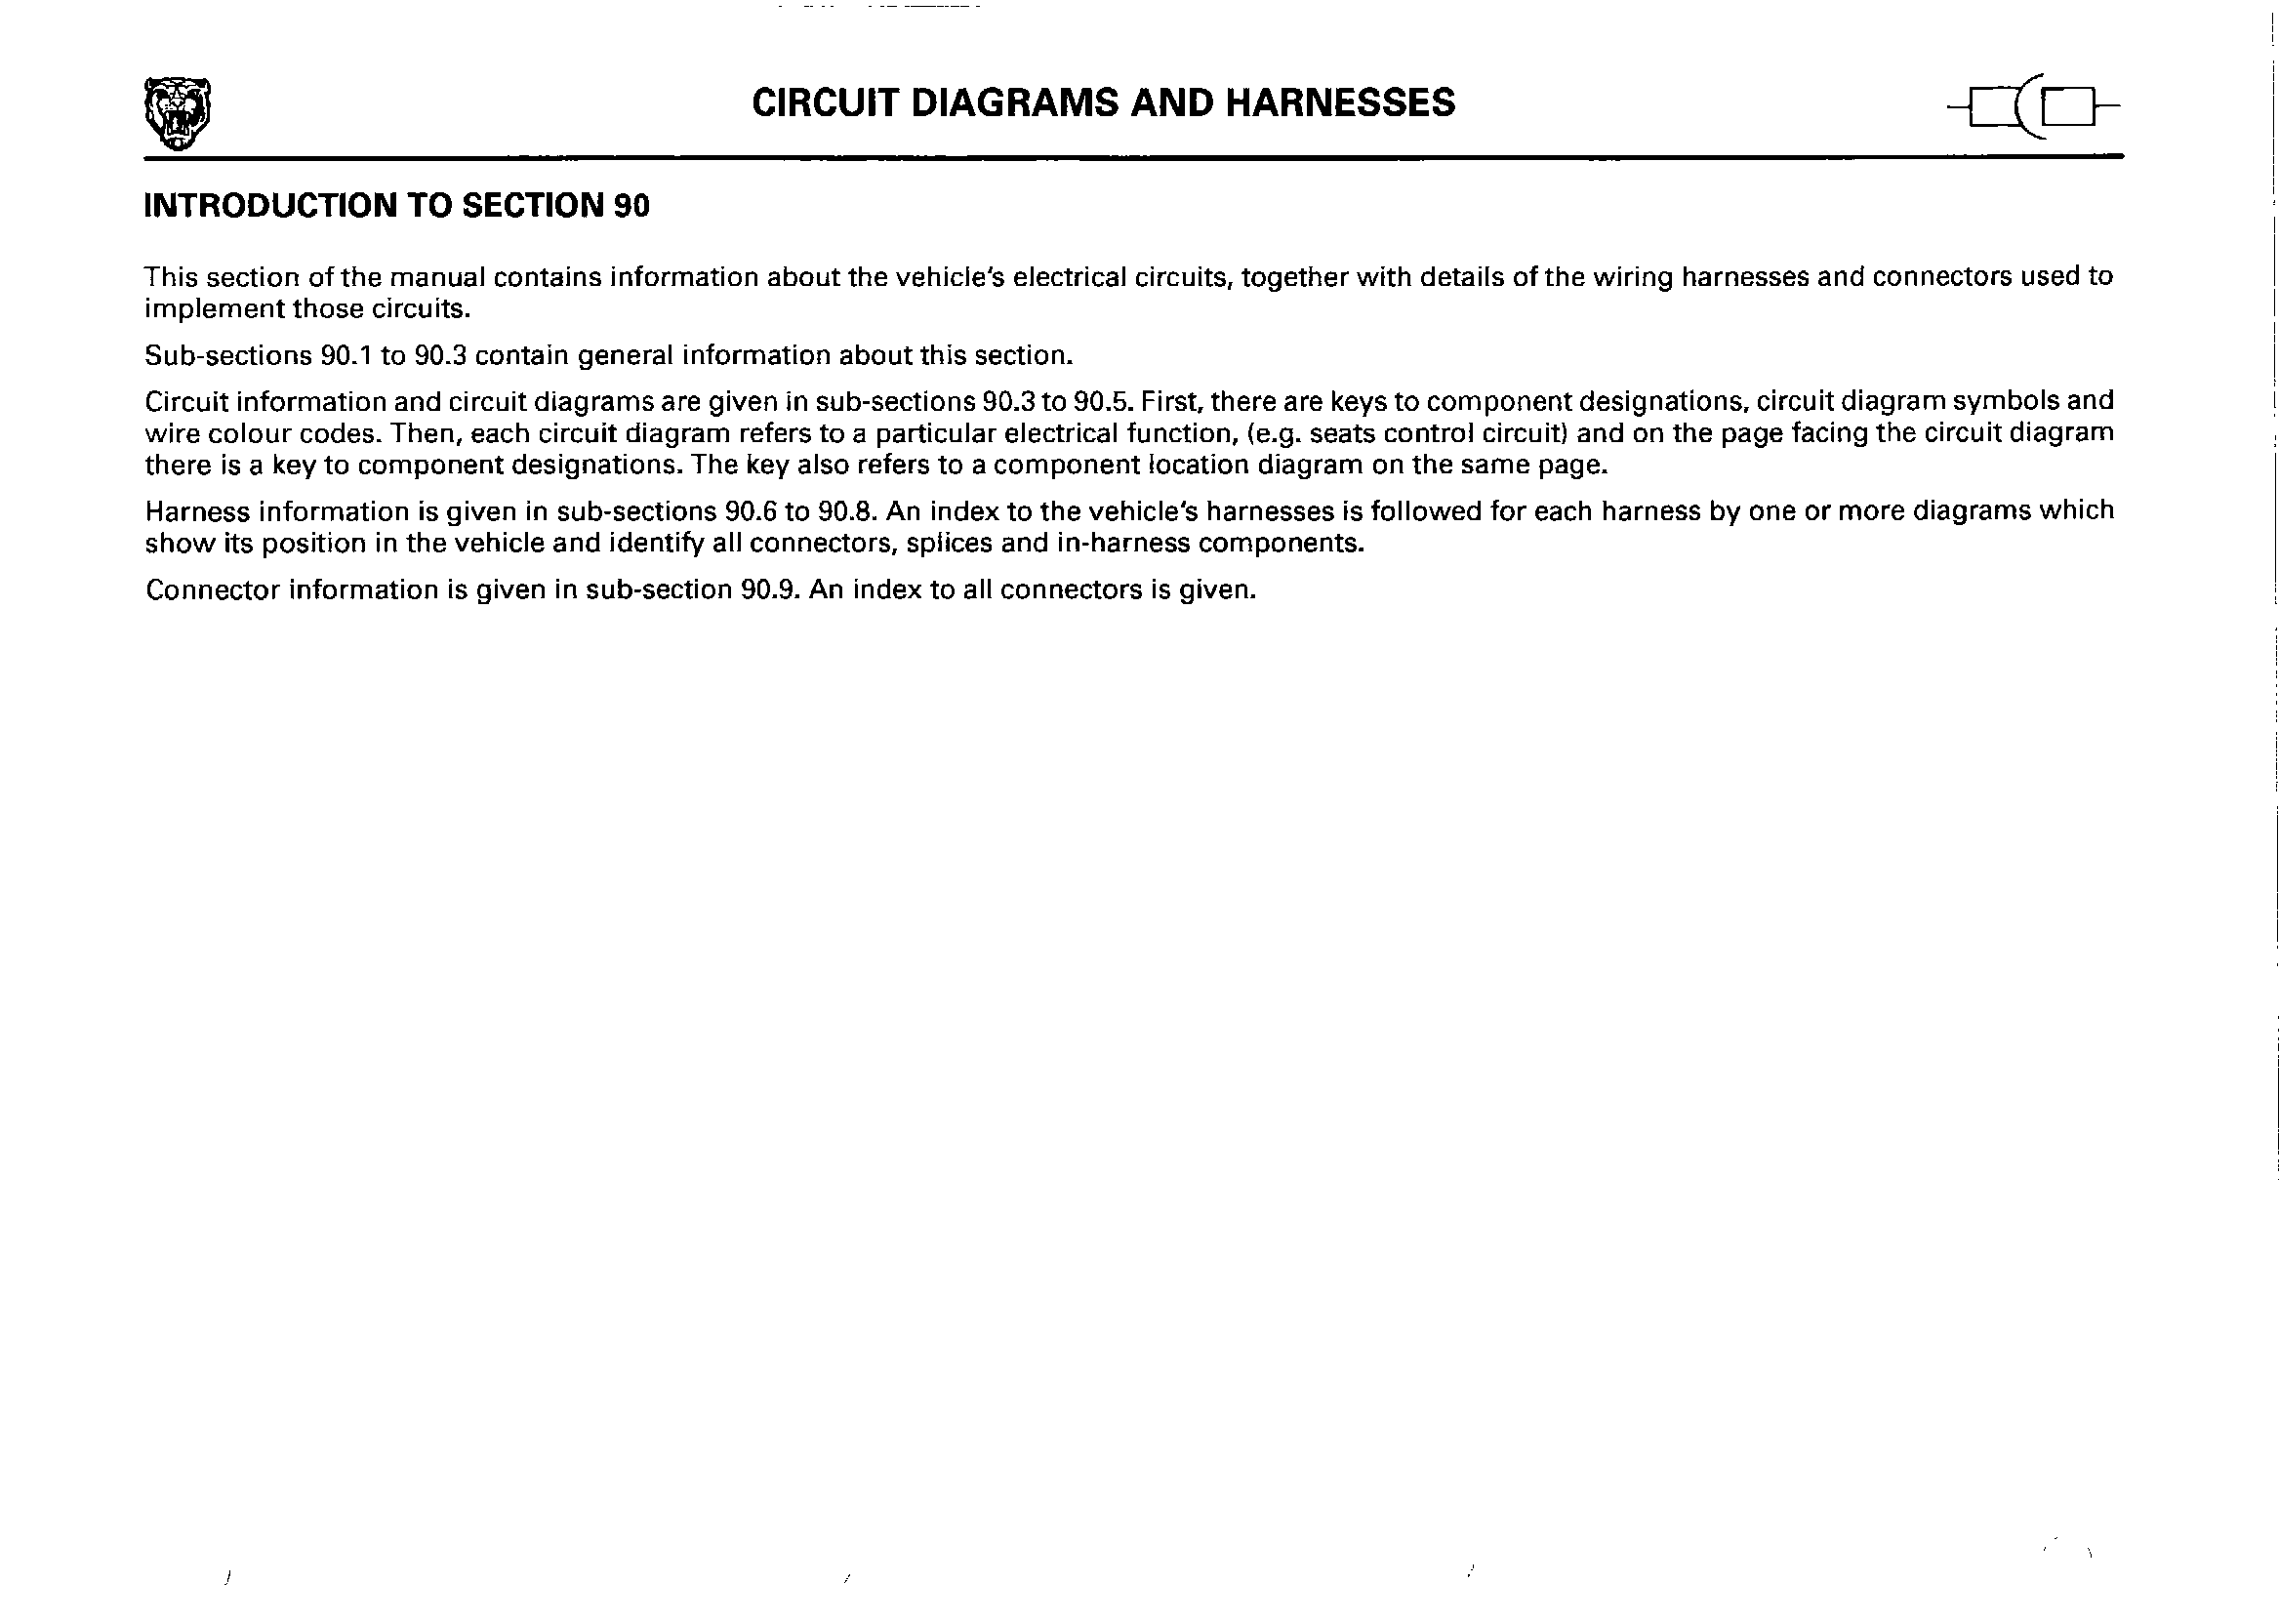 CIRCUIT DIAGRAMS AND HARNESSES
INTRODUCTION TO SECTION 90
This section of the manual contains information about the vehicle's electrical circuits, together with details of the wiring harnesses and connectors used to
implement those circuits.
Sub-sections 90.1 to 90.3 contain general information about this section.
Circuit information and circuit diagrams are given in sub-sections 90.3 to 90.5. First, there are keys to component designations, circuit diagram symbols and
wire colour codes. Then, each circuit diagram refers to a particular electrical function, (e.g. seats control circuit) and on the page facing the circuit diagram
there is a key to component designations. The key also refers to a component location diagram on the same page.
Harness information is given in sub-sections 90.6 to 90.8. An index to the vehicle's harnesses is followed for each harness by one or more diagrams which
show its position in the vehicle and identify all connectors, splices and in-harness components.
Connector information is given in sub-section 90.9. An index to all connectors is given.